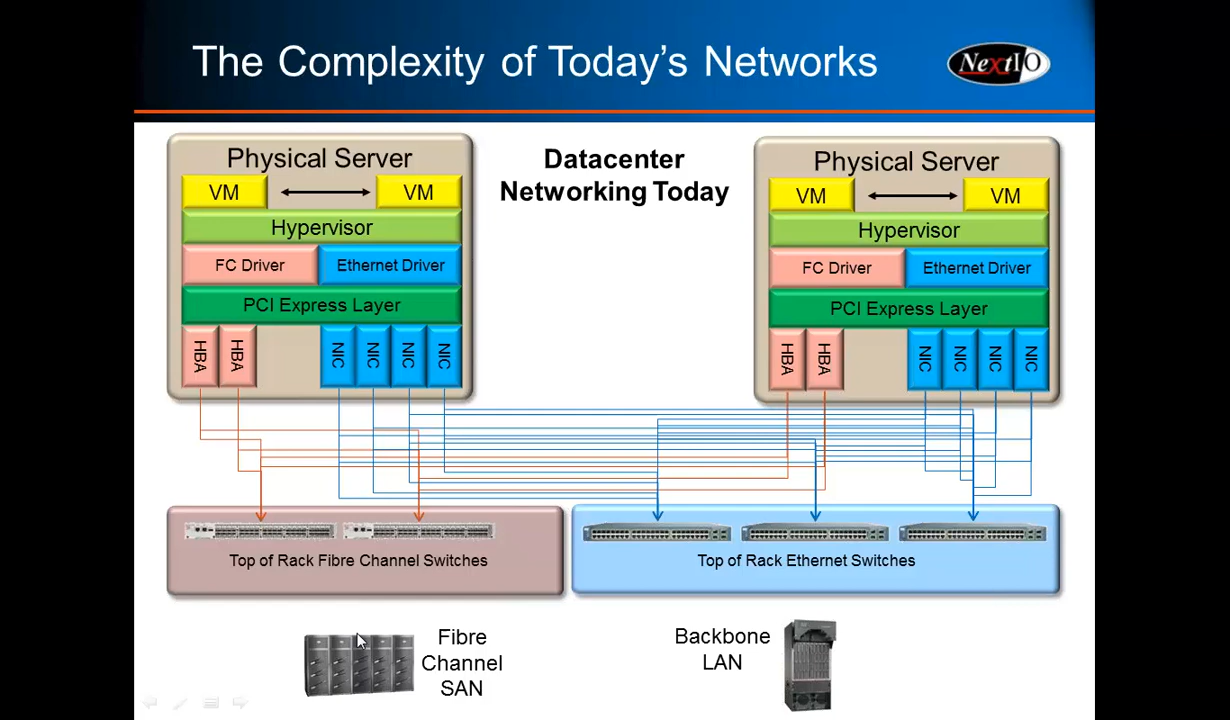 The Complexity of Today's Networks
NextIO
Datacenter
Networking Today
Physical Server
VM
VM
Hypervisor
FC Driver
Ethernet Driver
PCI Express Layer
HBA
HBA
NIC
NIC
NIC
NIC
Physical Server
VM
VM
Hypervisor
FC Driver
Ethernet Driver
PCI Express Layer
HBA
HBA
NIC
NIC
NIC
NIC
Top of Rack Fibre Channel Switches
Top of Rack Ethernet Switches
Fibre
Channel
SAN
Backbone
LAN